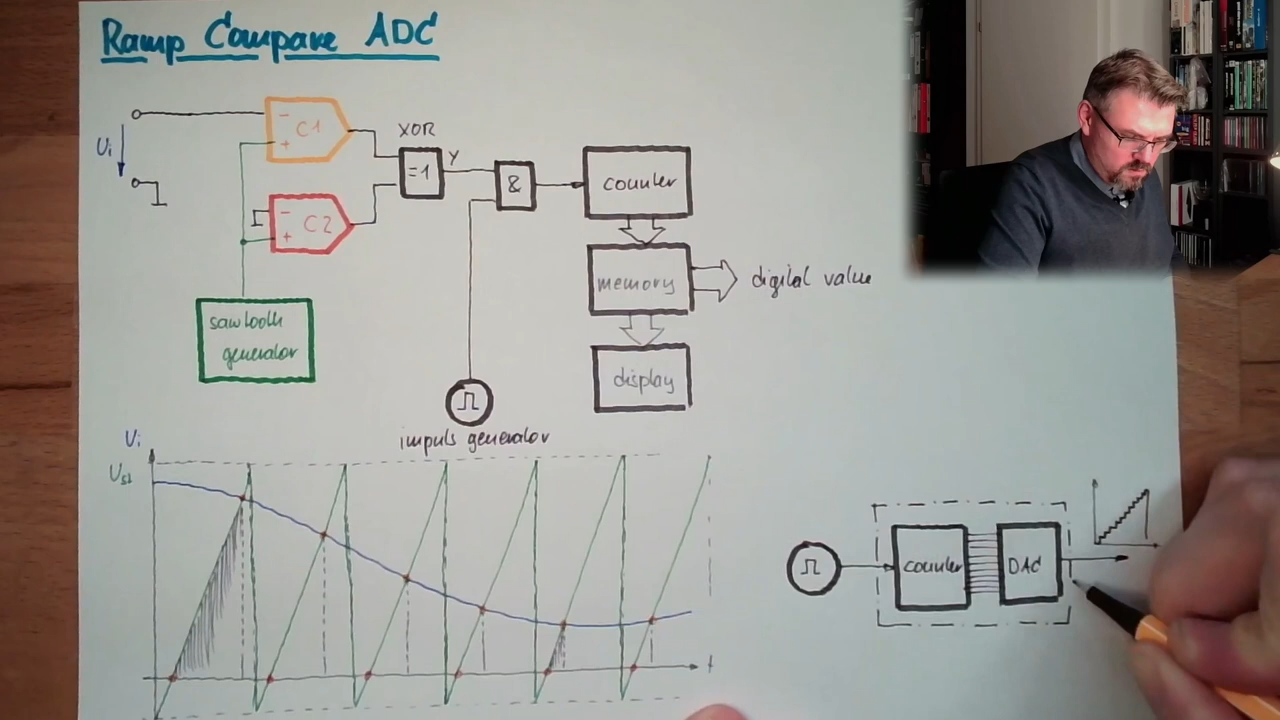 Ramp Compare ADC
XOR
Ui
- C1
+
=1
Y
&
counter
- C2
+
memory
digital value
sawtooth
generator
display
impuls generator
Ui
Ust
counter
DAC
t